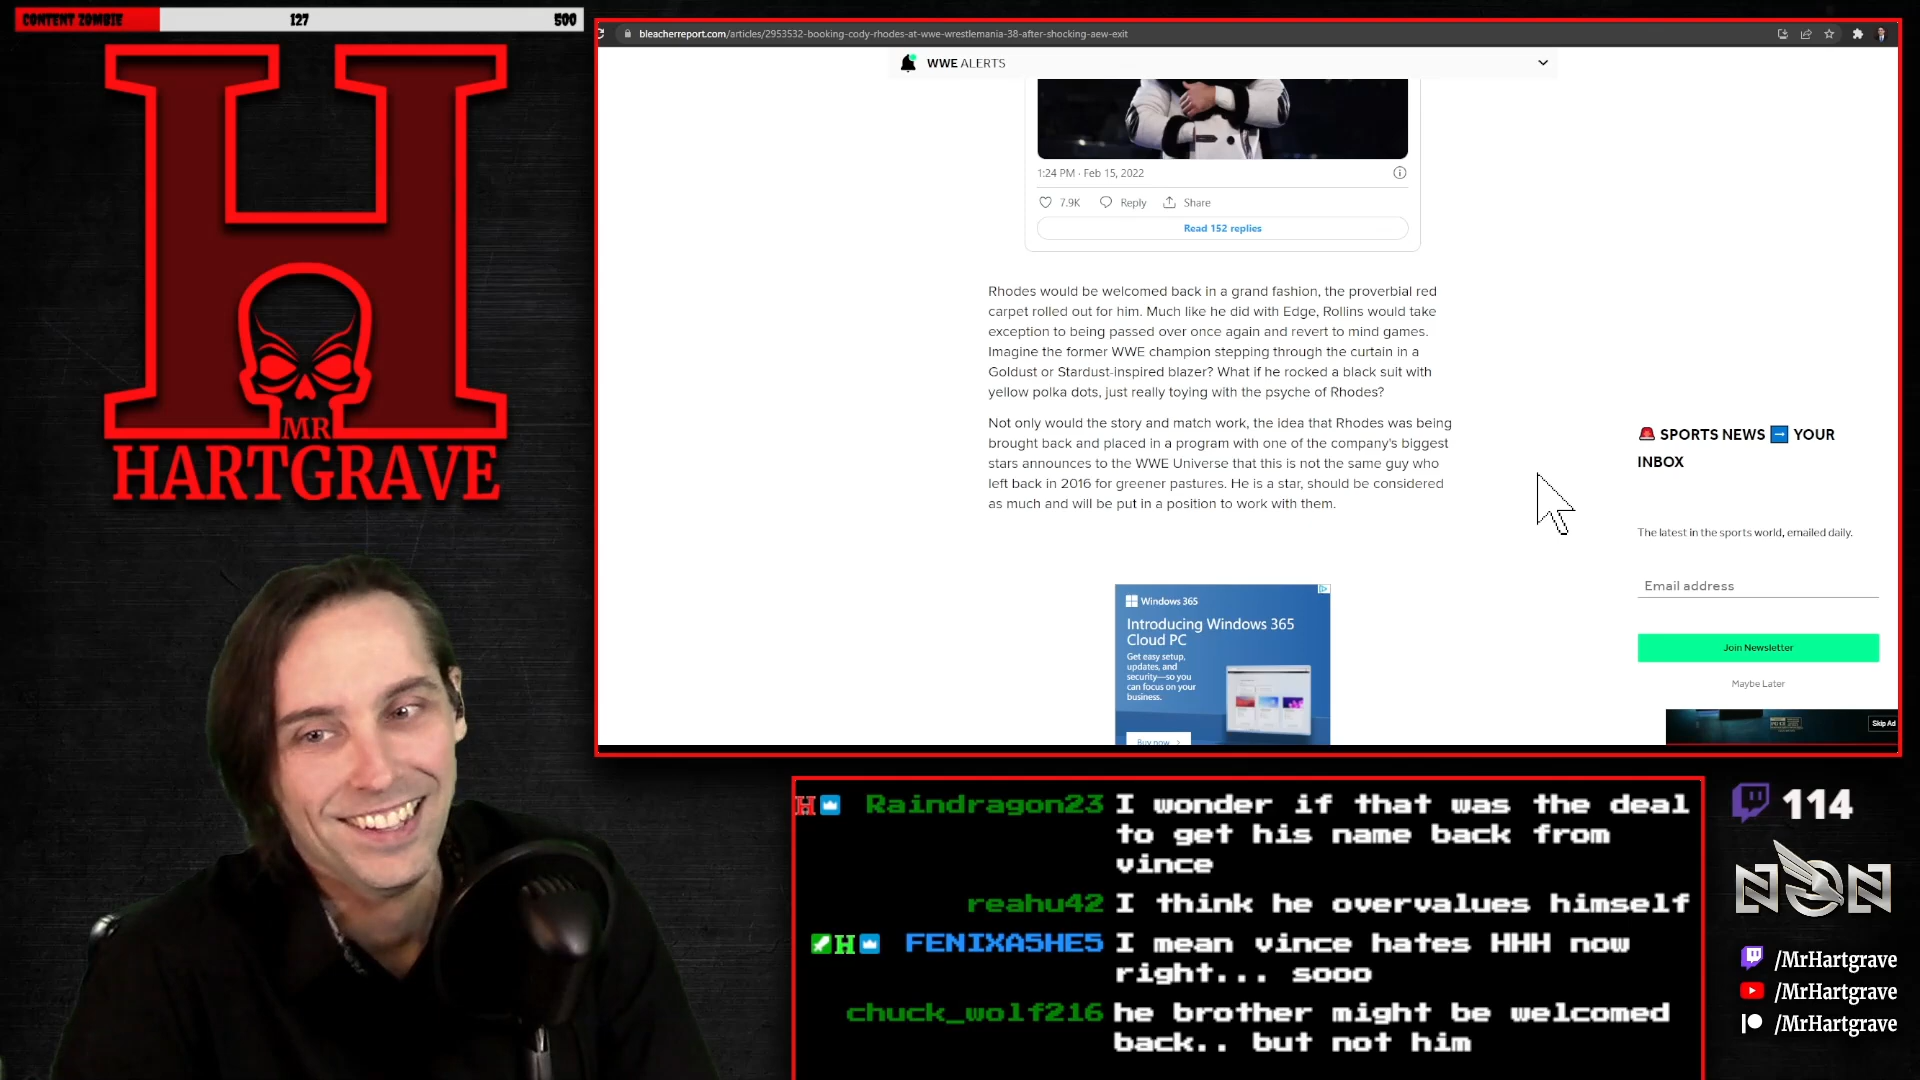 CONTENT ZOMBIE 127 500
MR
HARTGRAVE
bleacherreport.com/articles/2953532-booking-cody-rhodes-at-wwe-wrestlemania-38-after-shocking-aew-exit
WWE ALERTS
1:24 PM · Feb 15, 2022
7.9K Reply Share
Read 152 replies
Rhodes would be welcomed back in a grand fashion, the proverbial red
carpet rolled out for him. Much like he did with Edge, Rollins would take
exception to being passed over once again and revert to mind games.
Imagine the former WWE champion stepping through the curtain in a
Goldust or Stardust-inspired blazer? What if he rocked a black suit with
yellow polka dots, just really toying with the psyche of Rhodes?
Not only would the story and match work, the idea that Rhodes was being
brought back and placed in a program with one of the company's biggest
stars announces to the WWE Universe that this is not the same guy who
left back in 2016 for greener pastures. He is a star, should be considered
as much and will be put in a position to work with them.
SPORTS NEWS ➡ YOUR
INBOX
The latest in the sports world, emailed daily.
Email address
Join Newsletter
Maybe Later
Skip Ad
Windows 365
Introducing Windows 365
Cloud PC
Get easy setup,
updates, and
security—so you
can focus on your
business.
Buy now >
H Raindragon23 I wonder if that was the deal
to get his name back from
vince
reahu42 I think he overvalues himself
H FENIXA5HE5 I mean vince hates HHH now
right... sooo
chuck_wolf216 he brother might be welcomed
back.. but not him
114
NON
/MrHartgrave
/MrHartgrave
/MrHartgrave